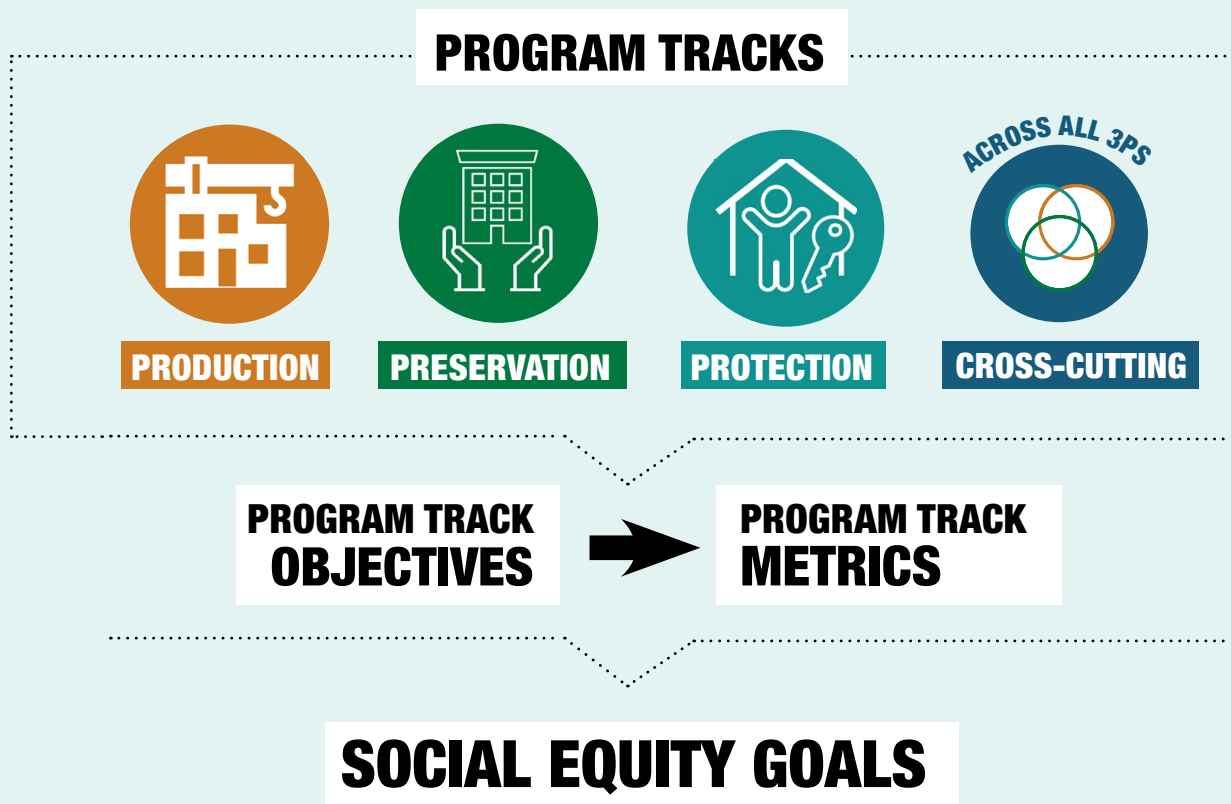 PROGRAM TRACKS
ACROSS ALL 3PS
PRODUCTION
PRESERVATION
PROTECTION
CROSS-CUTTING
PROGRAM TRACK
OBJECTIVES
PROGRAM TRACK
METRICS
SOCIAL EQUITY GOALS